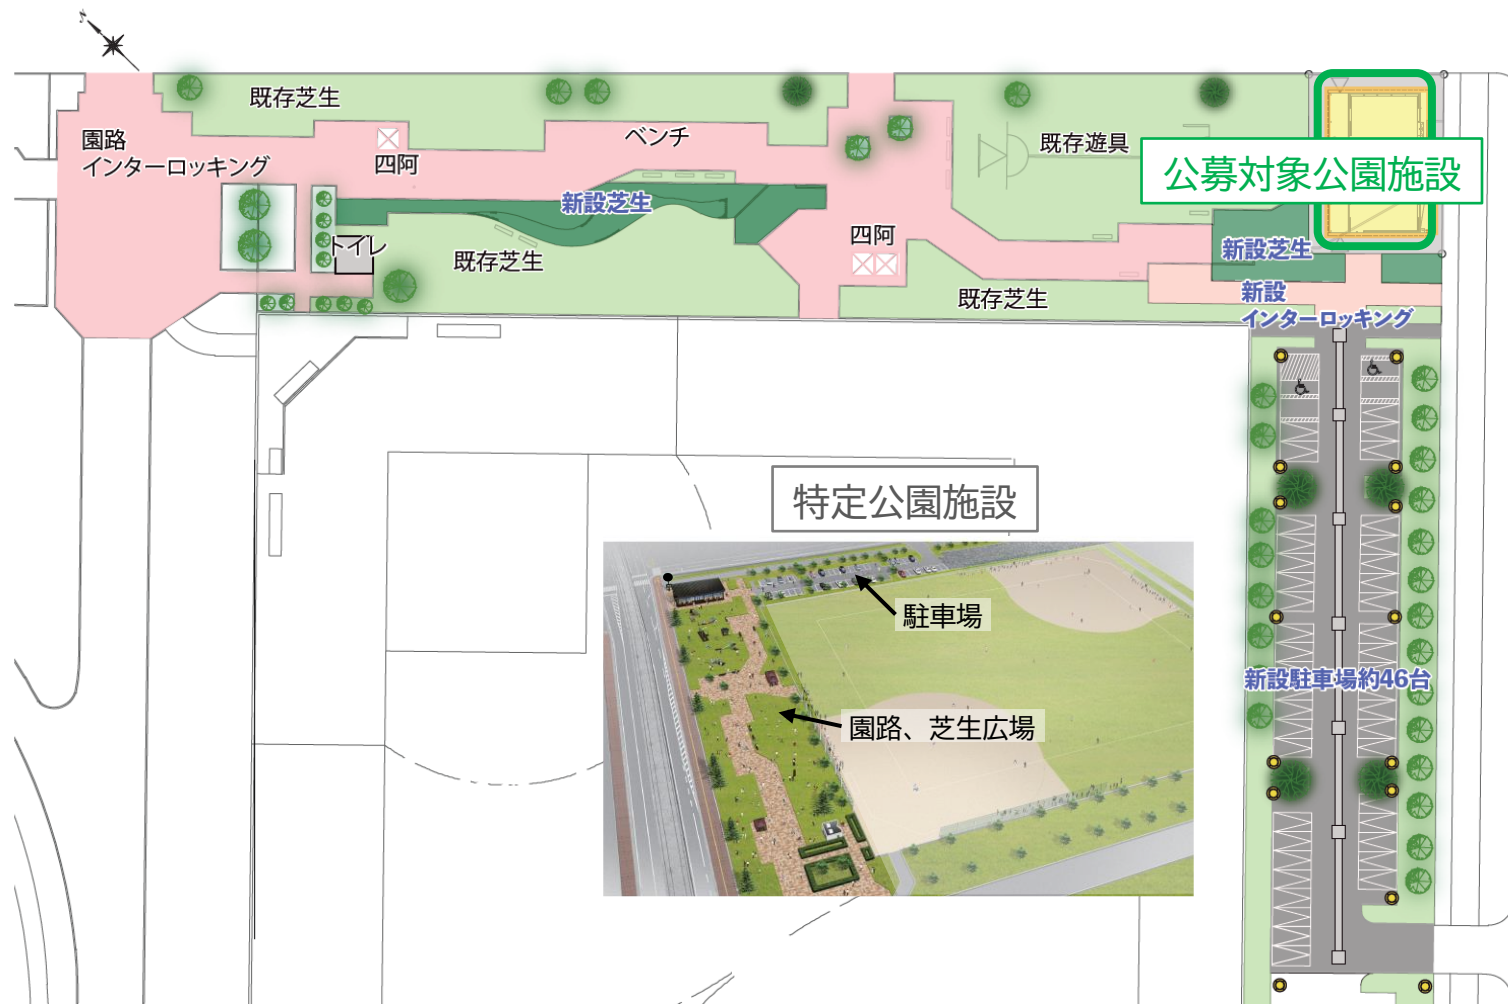 既存芝生
園路
インターロッキング
四阿
ベンチ
既存遊具
公募対象公園施設
新設芝生
トイレ
既存芝生
四阿
新設芝生
既存芝生
新設
インターロッキング
特定公園施設
駐車場
園路、芝生広場
新設駐車場約46台